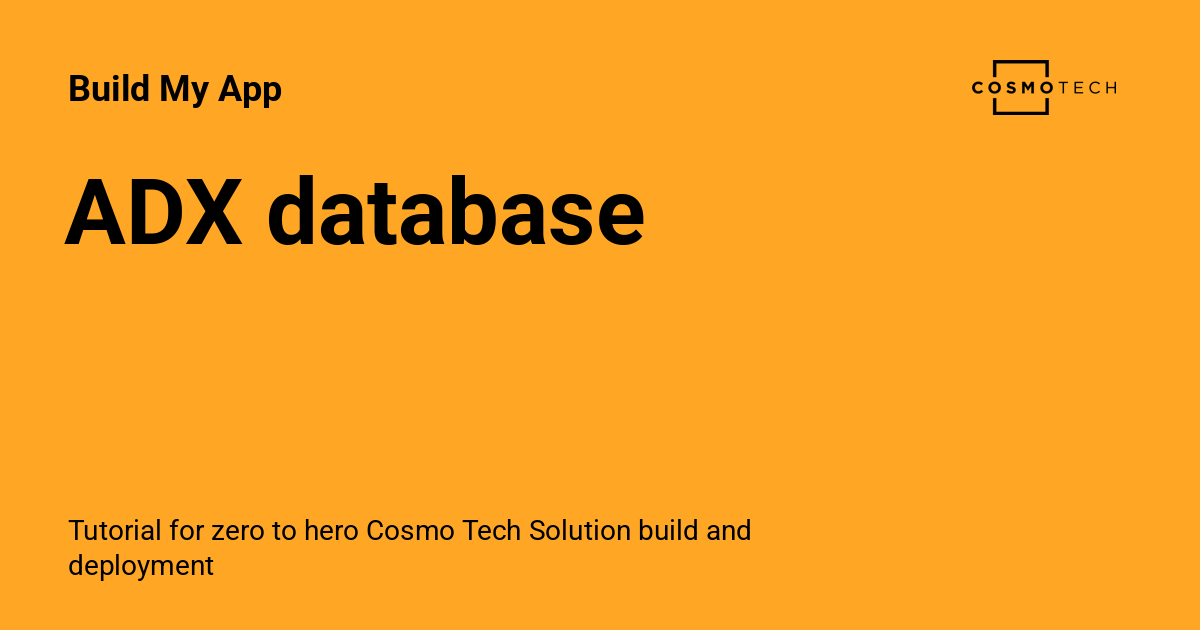 Build My App
COSMOTECH
ADX database
Tutorial for zero to hero Cosmo Tech Solution build and
deployment